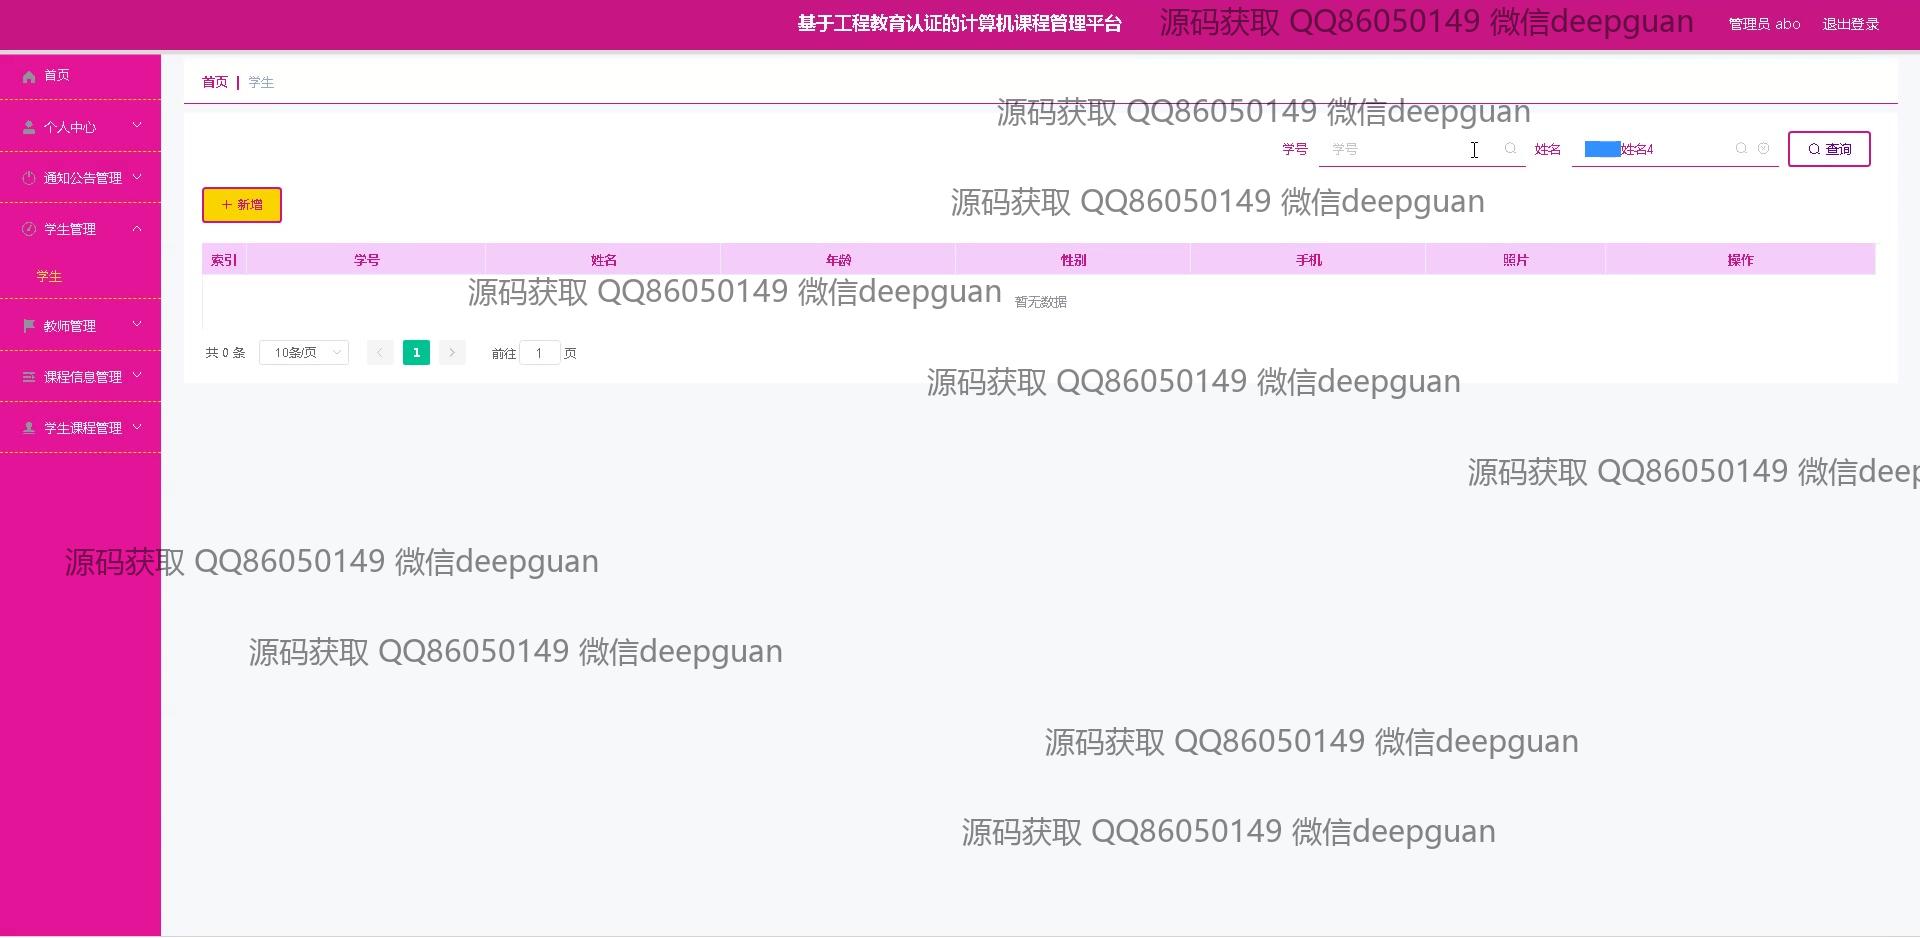 基于工程教育认证的计算机课程管理平台 源码获取 QQ86050149 微信deepguan 管理员 abo 退出登录
首页
首页 | 学生
源码获取 QQ86050149 微信deepguan
个人中心
学号 学号 姓名 姓名4 查询
通知公告管理
源码获取 QQ86050149 微信deepguan
+ 新增
学生管理
索引 学号 姓名 年龄 性别 手机 照片 操作
学生
源码获取 QQ86050149 微信deepguan
暂无数据
教师管理
共 0 条 10条/页 < 1 > 前往 1 页
课程信息管理
源码获取 QQ86050149 微信deepguan
学生课程管理
源码获取 QQ86050149 微信deep
源码获取 QQ86050149 微信deepguan
源码获取 QQ86050149 微信deepguan
源码获取 QQ86050149 微信deepguan
源码获取 QQ86050149 微信deepguan